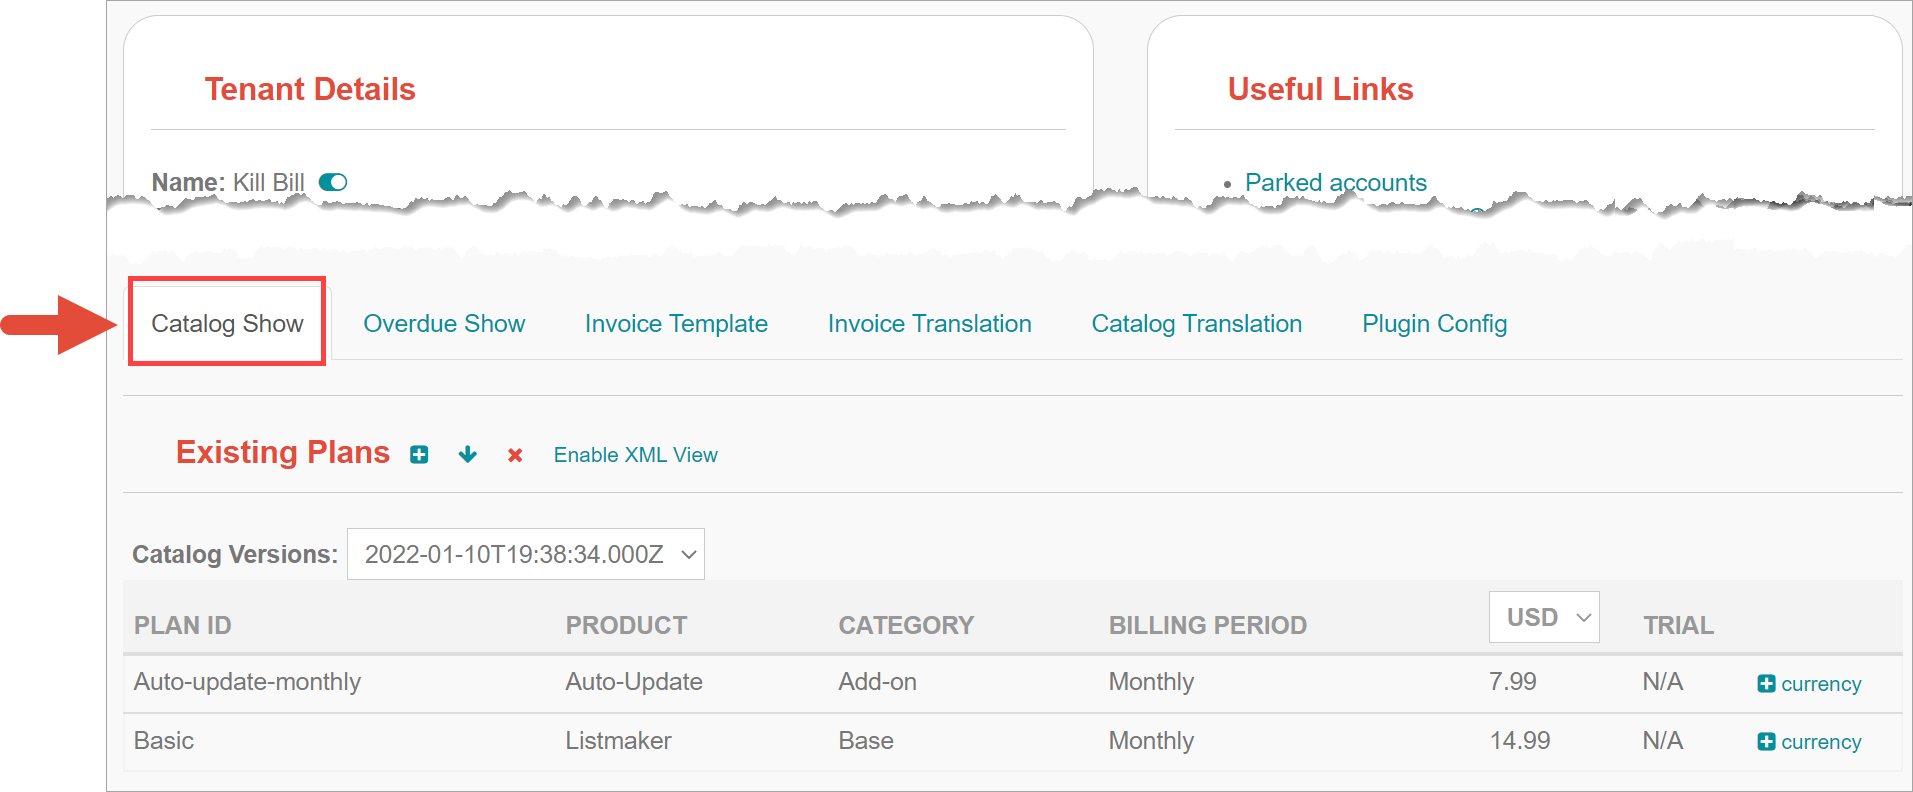 Tenant Details
Useful Links
Name: Kill Bill
Parked accounts
Catalog Show
Overdue Show
Invoice Template
Invoice Translation
Catalog Translation
Plugin Config
Existing Plans
Enable XML View
Catalog Versions: 2022-01-10T19:38:34.000Z
PLAN ID PRODUCT CATEGORY BILLING PERIOD USD TRIAL
Auto-update-monthly Auto-Update Add-on Monthly 7.99 N/A currency
Basic Listmaker Base Monthly 14.99 N/A currency